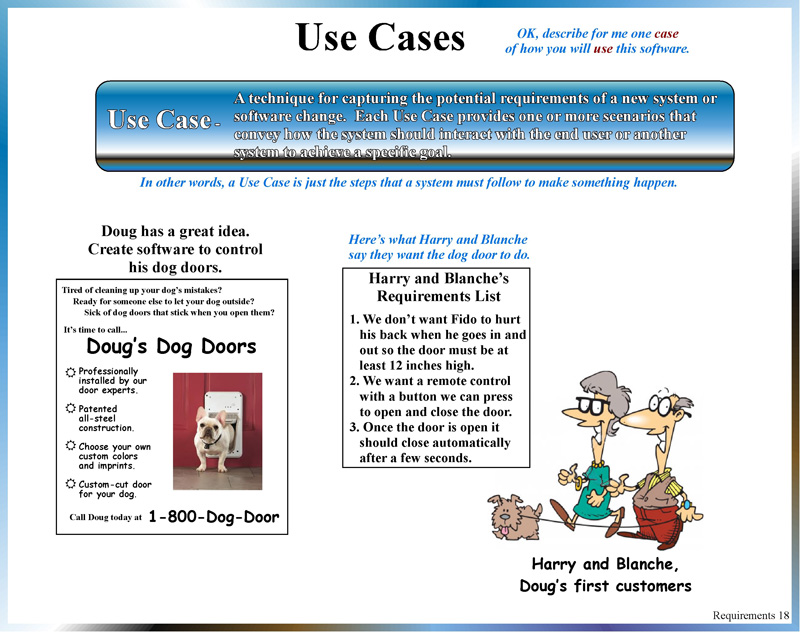 Use Cases
OK, describe for me one case
of how you will use this software.
Use Case -
A technique for capturing the potential requirements of a new system or
software change.  Each Use Case provides one or more scenarios that
convey how the system should interact with the end user or another
system to achieve a specific goal.
In other words, a Use Case is just the steps that a system must follow to make something happen.
Doug has a great idea.
Create software to control
his dog doors.
Tired of cleaning up your dog's mistakes?
Ready for someone else to let your dog outside?
Sick of dog doors that stick when you open them?
It's time to call...
Doug's Dog Doors
Professionally
installed by our
door experts.
Patented
all-steel
construction.
Choose your own
custom colors
and imprints.
Custom-cut door
for your dog.
Call Doug today at 1-800-Dog-Door
Here's what Harry and Blanche
say they want the dog door to do.
Harry and Blanche's
Requirements List
1. We don't want Fido to hurt
his back when he goes in and
out so the door must be at
least 12 inches high.
2. We want a remote control
with a button we can press
to open and close the door.
3. Once the door is open it
should close automatically
after a few seconds.
Harry and Blanche,
Doug's first customers
Requirements 18